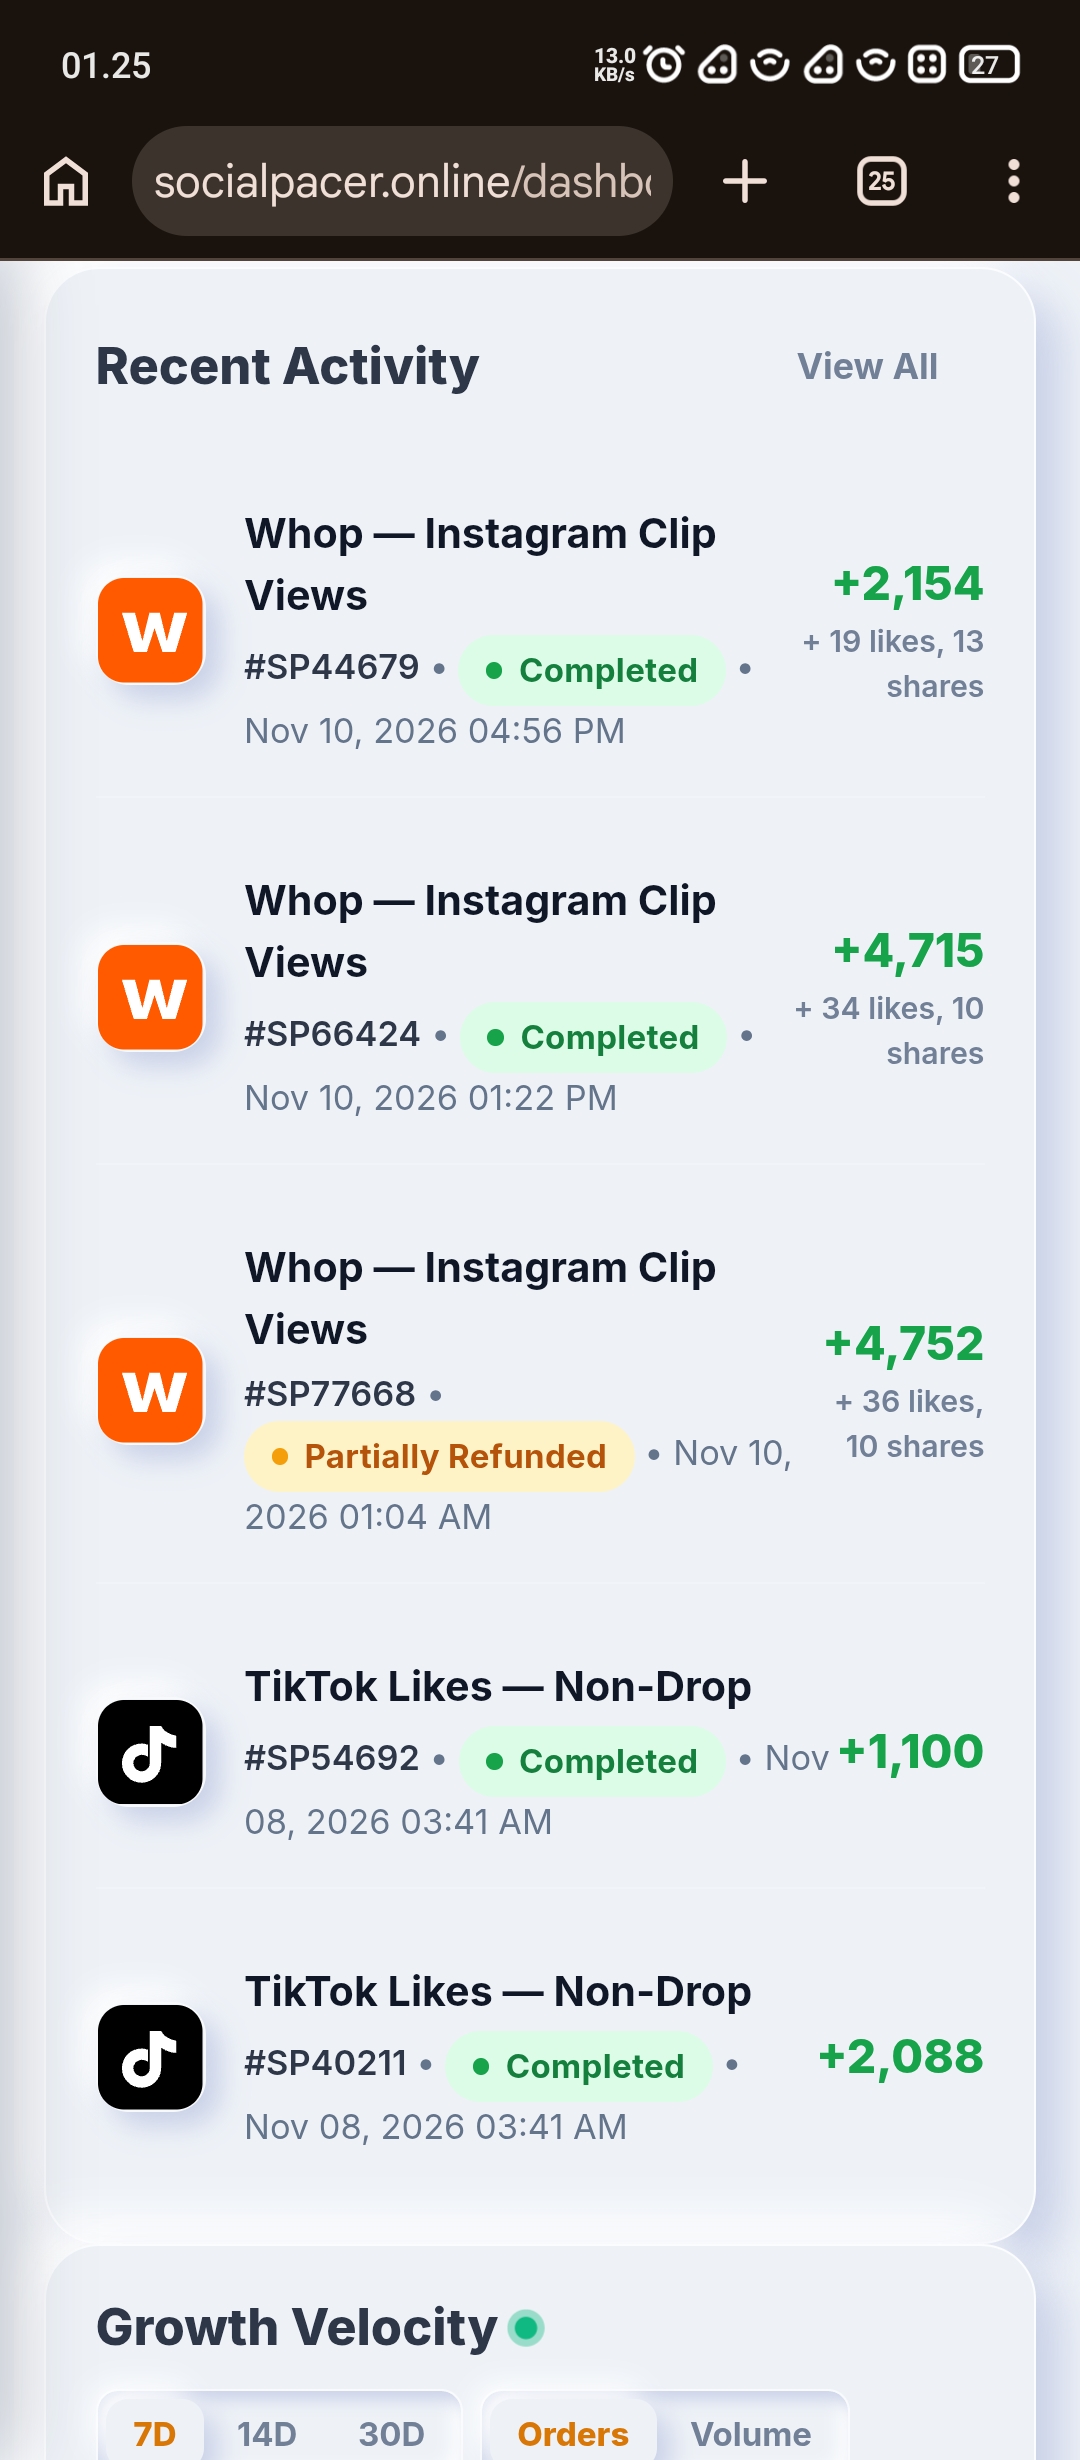 01.25
13.0
KB/s
27
socialpacer.online/dashbo
25
Recent Activity
View All
Whop — Instagram Clip
Views
+2,154
+ 19 likes, 13
shares
#SP44679 • Completed •
Nov 10, 2026 04:56 PM
Whop — Instagram Clip
Views
+4,715
+ 34 likes, 10
shares
#SP66424 • Completed •
Nov 10, 2026 01:22 PM
Whop — Instagram Clip
Views
+4,752
+ 36 likes,
10 shares
#SP77668 •
Partially Refunded • Nov 10,
2026 01:04 AM
TikTok Likes — Non-Drop
#SP54692 • Completed • Nov
08, 2026 03:41 AM
+1,100
TikTok Likes — Non-Drop
#SP40211 • Completed •
Nov 08, 2026 03:41 AM
+2,088
Growth Velocity
7D 14D 30D
Orders Volume